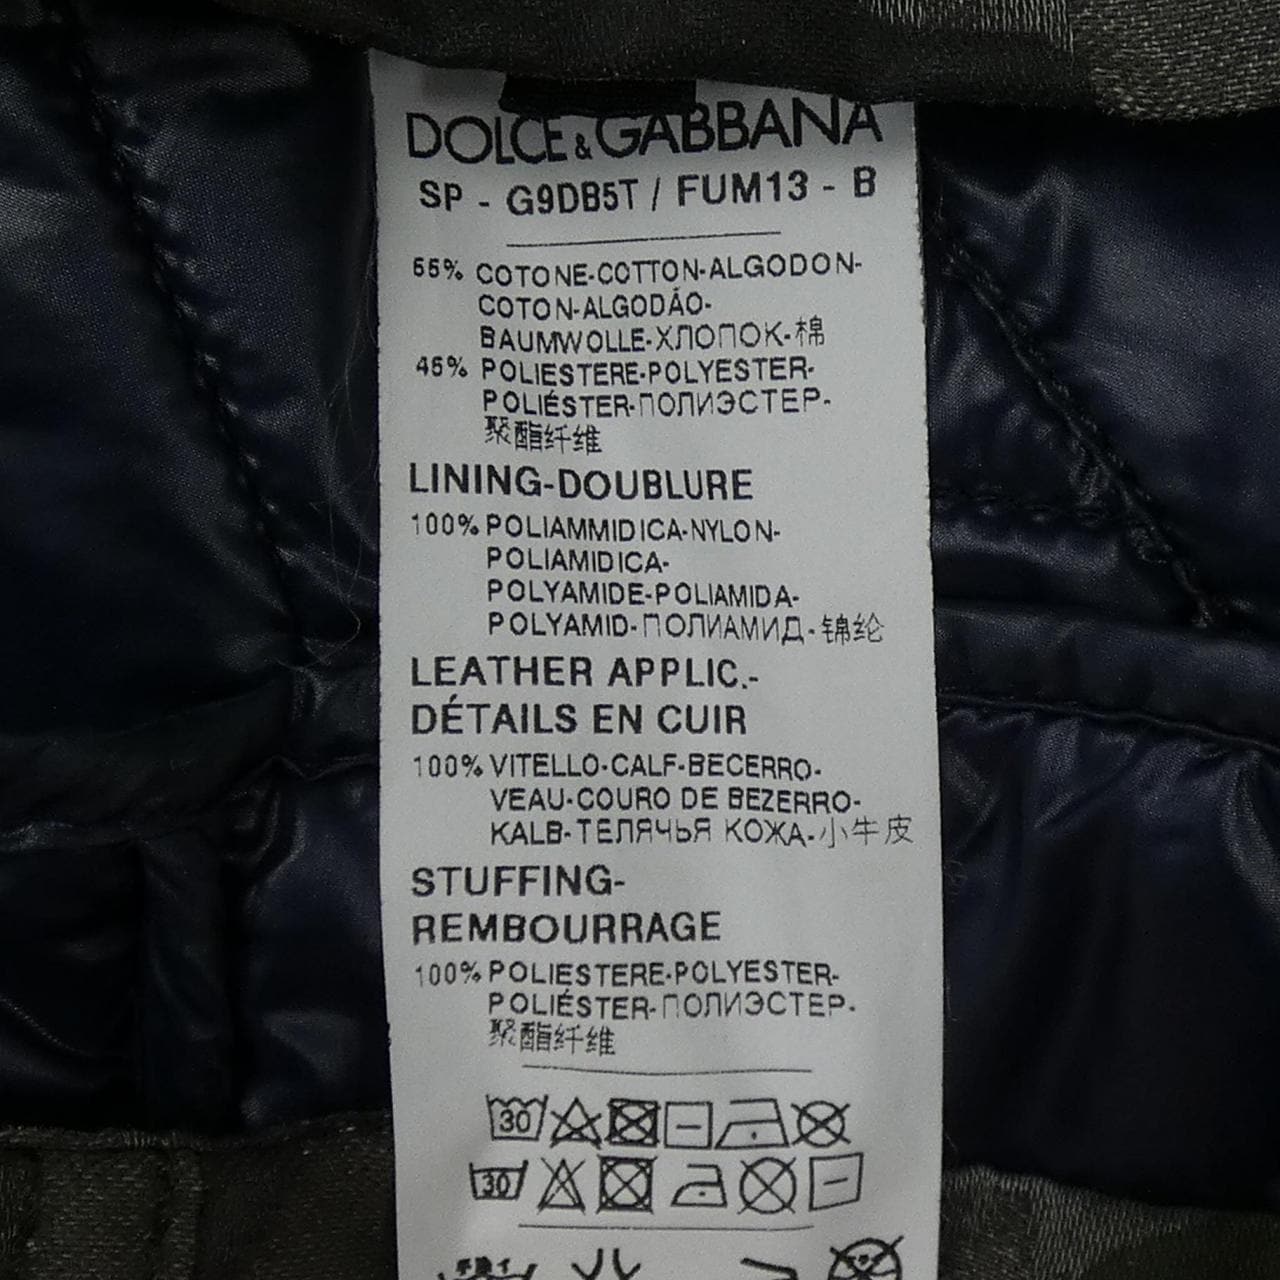 DOLCE&GABBANA
SP - G9DB5T / FUM13 - B
55% COTONE-COTTON-ALGODON-
COTON-ALGODÃO-
BAUMWOLLE-ХЛОПОК-棉
45% POLIESTERE-POLYESTER-
POLIÉSTER-ПОЛИЭСТЕР-
聚酯纤维
LINING-DOUBLURE
100% POLIAMMIDICA-NYLON-
POLIAMIDICA-
POLYAMIDE-POLIAMIDA-
POLYAMID-ПОЛИАМИД-锦纶
LEATHER APPLIC.-
DÉTAILS EN CUIR
100% VITELLO-CALF-BECERRO-
VEAU-COURO DE BEZERRO-
KALB-ТЕЛЯЧЬЯ КОЖА-小牛皮
STUFFING-
REMBOURRAGE
100% POLIESTERE-POLYESTER-
POLIÉSTER-ПОЛИЭСТЕР-
聚酯纤维
30
30
手洗イ